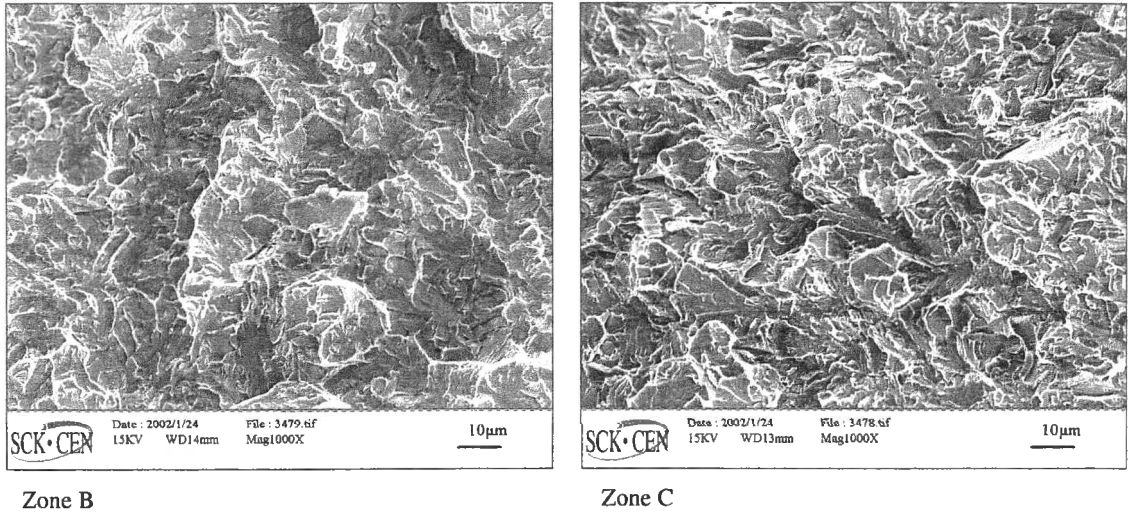 SCK•CEN
Date : 2002/1/24 File : 3479.tif
15KV WD14mm Mag1000X
10µm
SCK•CEN
Date : 2002/1/24 File : 3478.tif
15KV WD13mm Mag1000X
10µm
Zone B
Zone C